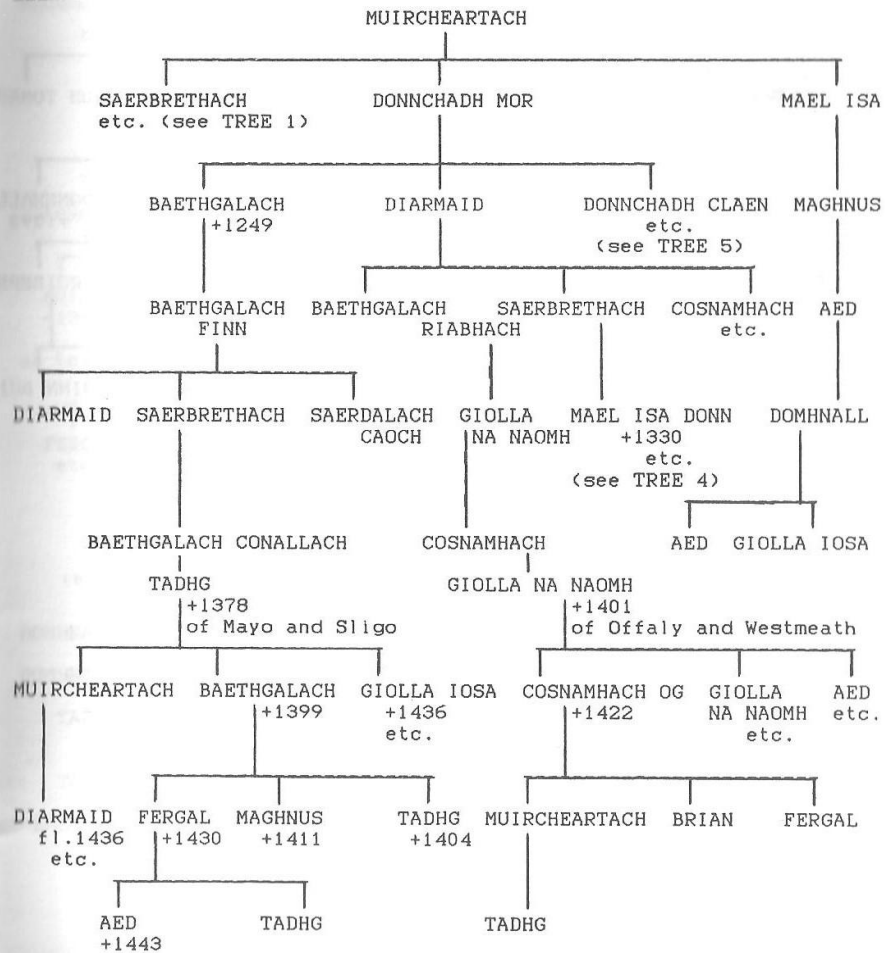 MUIRCHEARTACH
SAERBRETHACH DONNCHADH MOR MAEL ISA
etc. (see TREE 1)
BAETHGALACH DIARMAID DONNCHADH CLAEN MAGHNUS
+1249 etc.
(see TREE 5)
BAETHGALACH BAETHGALACH SAERBRETHACH COSNAMHACH AED
FINN RIABHACH etc.
DIARMAID SAERBRETHACH SAERDALACH GIOLLA MAEL ISA DONN DOMHNALL
CAOCH NA NAOMH +1330
etc.
(see TREE 4)
BAETHGALACH CONALLACH COSNAMHACH AED GIOLLA IOSA
TADHG GIOLLA NA NAOMH
+1378 +1401
of Mayo and Sligo of Offaly and Westmeath
MUIRCHEARTACH BAETHGALACH GIOLLA IOSA COSNAMHACH OG GIOLLA AED
+1399 +1436 +1422 NA NAOMH etc.
etc. etc.
DIARMAID FERGAL MAGHNUS TADHG MUIRCHEARTACH BRIAN FERGAL
fl.1436 +1430 +1411 +1404
etc.
AED TADHG TADHG
+1443